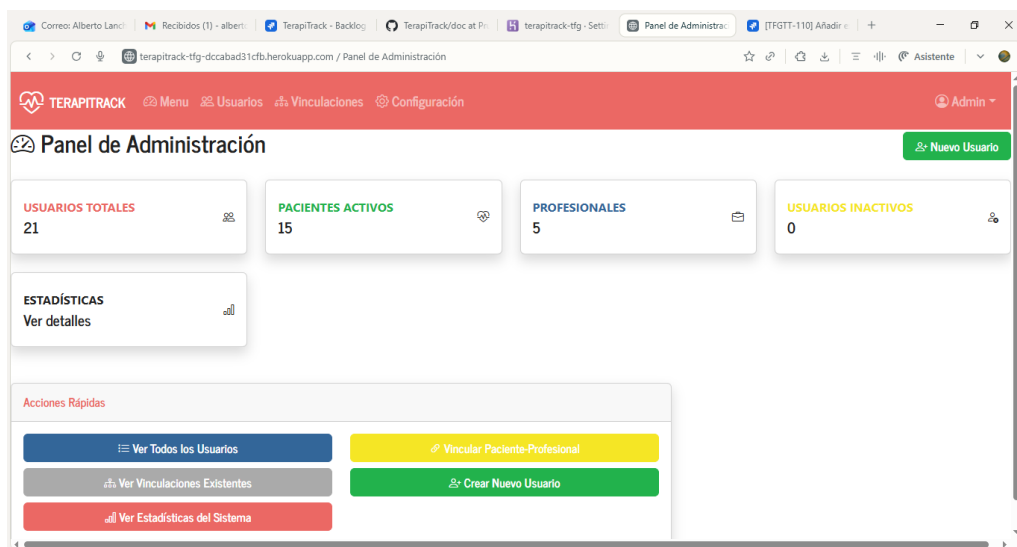 Correo: Alberto Lanch
Recibidos (1) - albert
TerapiTrack - Backlog
TerapiTrack/doc at Pr
terapitrack-tfg · Setti
Panel de Administrac
[TFGTT-110] Añadir e
terapitrack-tfg-dccabad31cfb.herokuapp.com / Panel de Administración
Asistente
TERAPITRACK Menu Usuarios Vinculaciones Configuración Admin
Panel de Administración
Nuevo Usuario
USUARIOS TOTALES
21
PACIENTES ACTIVOS
15
PROFESIONALES
5
USUARIOS INACTIVOS
0
ESTADÍSTICAS
Ver detalles
Acciones Rápidas
Ver Todos los Usuarios
Vincular Paciente-Profesional
Ver Vinculaciones Existentes
Crear Nuevo Usuario
Ver Estadísticas del Sistema